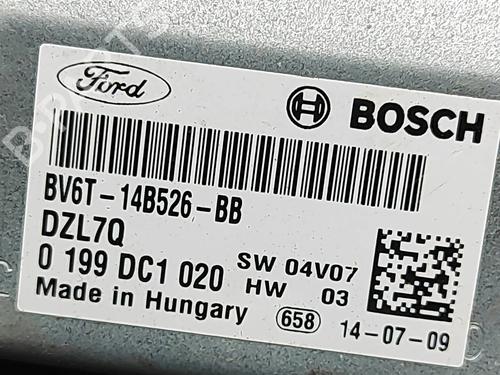 Ford
BOSCH
BV6T-14B526-BB
DZL7Q
0 199 DC1 020
SW 04V07
HW 03
Made in Hungary
658
14-07-09